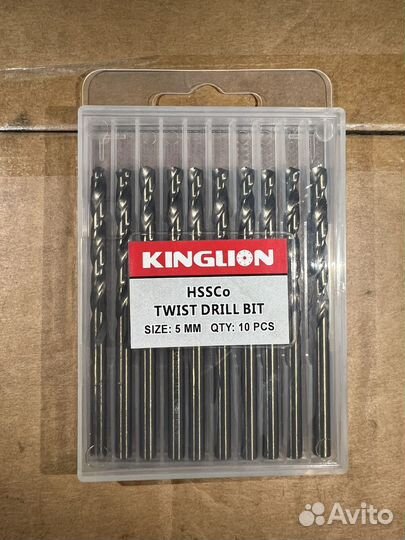 KINGLION
HSSCo
TWIST DRILL BIT
SIZE: 5 MM QTY: 10 PCS
Avito